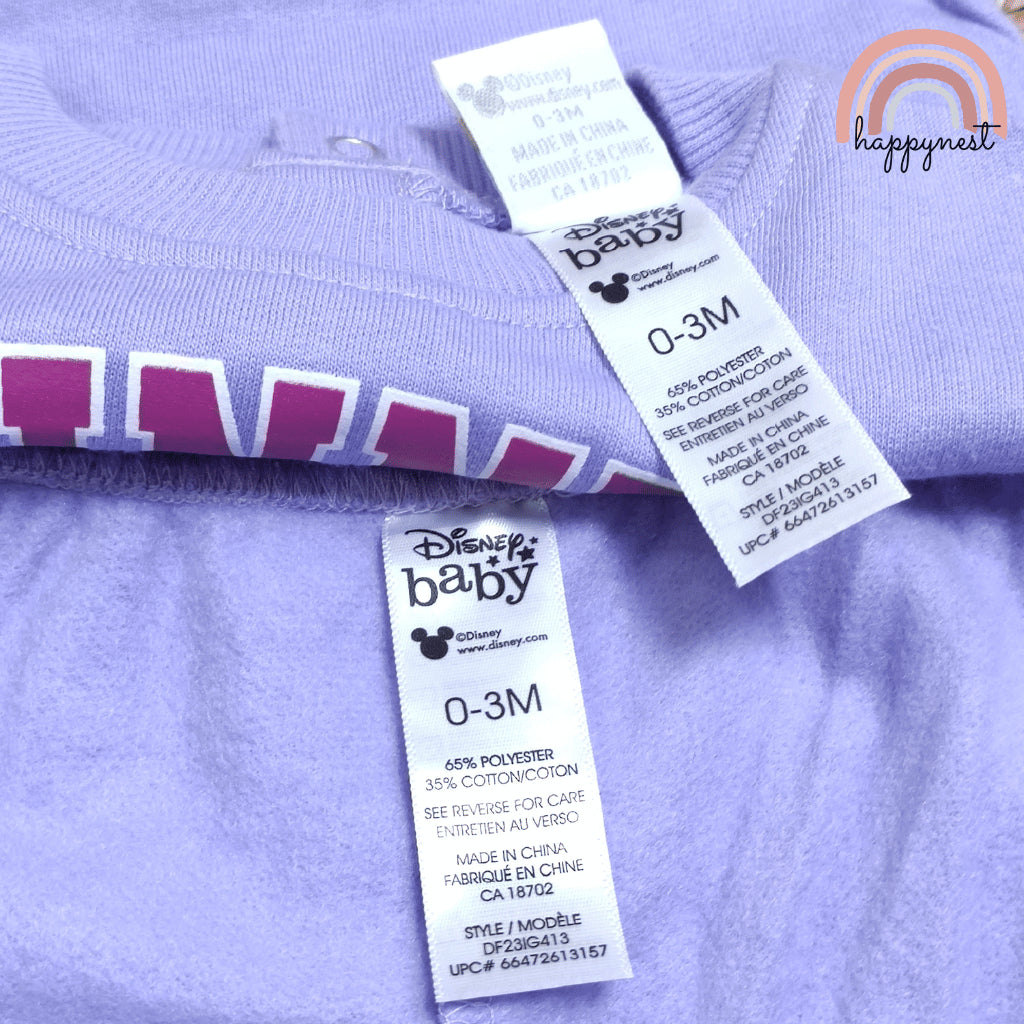 happynest
©Disney
www.disney.com
0-3M
MADE IN CHINA
FABRIQUÉ EN CHINE
CA 18702
DISNEY
baby
©Disney
www.disney.com
0-3M
65% POLYESTER
35% COTTON/COTON
SEE REVERSE FOR CARE
ENTRETIEN AU VERSO
MADE IN CHINA
FABRIQUÉ EN CHINE
CA 18702
STYLE / MODÈLE
DF23IG413
UPC# 66472613157
DISNEY
baby
©Disney
www.disney.com
0-3M
65% POLYESTER
35% COTTON/COTON
SEE REVERSE FOR CARE
ENTRETIEN AU VERSO
MADE IN CHINA
FABRIQUÉ EN CHINE
CA 18702
STYLE / MODÈLE
DF23IG413
UPC# 66472613157